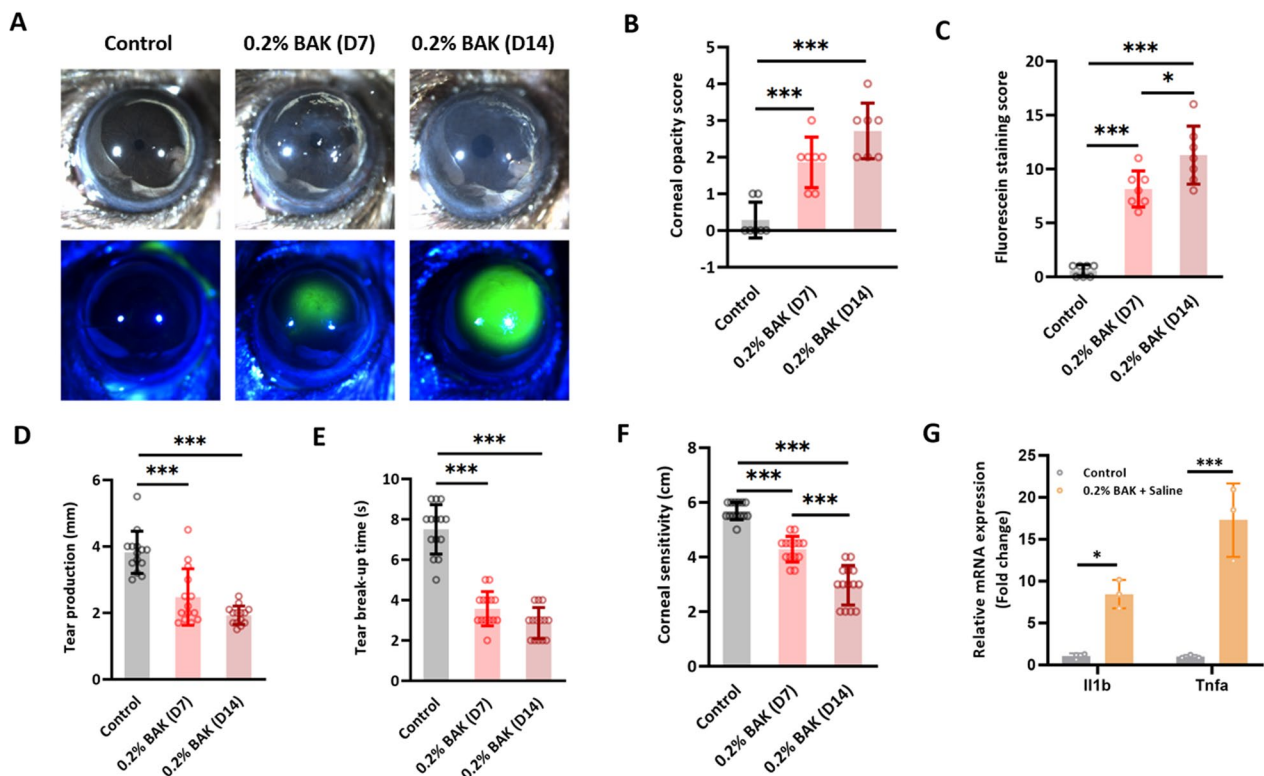 A
Control
0.2% BAK (D7)
0.2% BAK (D14)
B
Corneal opacity score
5
4
3
2
1
0
-1
***
***
Control
0.2% BAK (D7)
0.2% BAK (D14)
C
Fluorescein staining score
20
15
10
5
0
***
*
***
Control
0.2% BAK (D7)
0.2% BAK (D14)
D
Tear production (mm)
6
4
2
0
***
***
Control
0.2% BAK (D7)
0.2% BAK (D14)
E
Tear break-up time (s)
10
8
6
4
2
0
***
***
Control
0.2% BAK (D7)
0.2% BAK (D14)
F
Corneal sensitivity (cm)
8
6
4
2
0
***
***
***
Control
0.2% BAK (D7)
0.2% BAK (D14)
G
Relative mRNA expression
(Fold change)
25
20
15
10
5
0
Control
0.2% BAK + Saline
*
***
Il1b
Tnfa